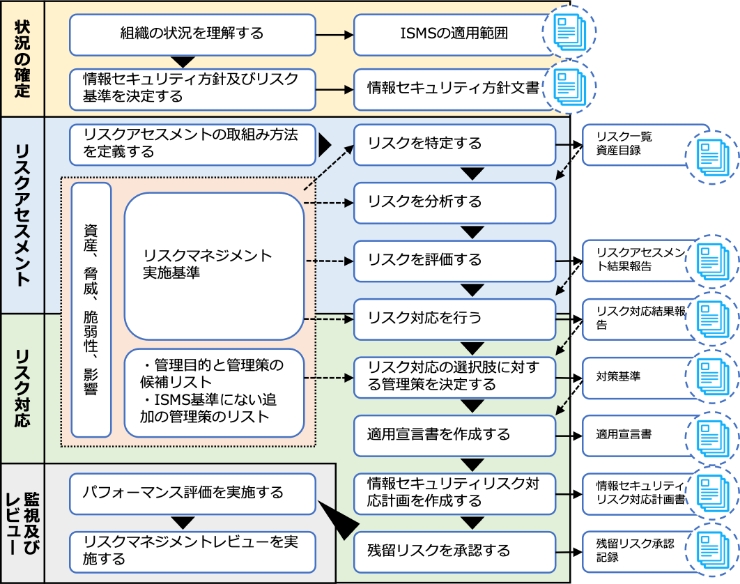 状況の確定
組織の状況を理解する
ISMSの適用範囲
情報セキュリティ方針及びリスク
基準を決定する
情報セキュリティ方針文書
リスクアセスメント
リスクアセスメントの取組み方法
を定義する
リスクを特定する
リスク一覧
資産目録
資産、脅威、脆弱性、影響
リスクマネジメント
実施基準
リスクを分析する
リスクを評価する
リスクアセスメン
ト結果報告
リスク対応を行う
リスク対応結果報
告
リスク対応
・管理目的と管理策の
候補リスト
・ISMS基準にない追
加の管理策のリスト
リスク対応の選択肢に対す
る管理策を決定する
対策基準
適用宣言書を作成する
適用宣言書
情報セキュリティリスク対
応計画を作成する
情報セキュリティ
リスク対応計画書
残留リスクを承認する
残留リスク承認
記録
監視及び
レビュー
パフォーマンス評価を実施する
リスクマネジメントレビューを実
施する